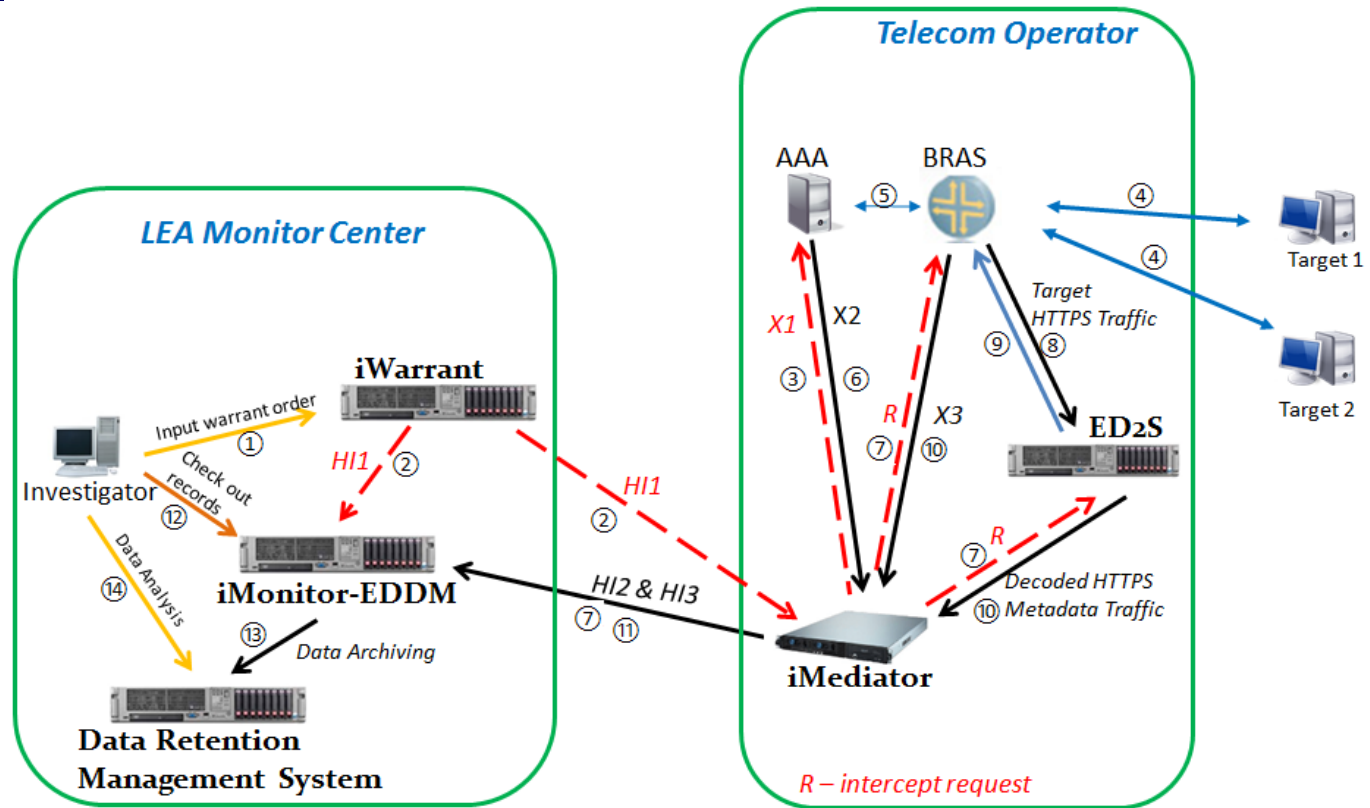 Telecom Operator
AAA
BRAS
⑤
④
Target 1
④
Target 2
LEA Monitor Center
Target
HTTPS Traffic
X1
X2
⑨
⑧
③
⑥
R
X3
⑦
⑩
iWarrant
Input warrant order
①
HI1
②
Investigator
Check out
records
⑫
HI1
②
ED2S
Data Analysis
⑭
iMonitor-EDDM
HI2 & HI3
⑦
⑪
R
⑦
Decoded HTTPS
⑩
Metadata Traffic
⑬
Data Archiving
iMediator
Data Retention
Management System
R – intercept request